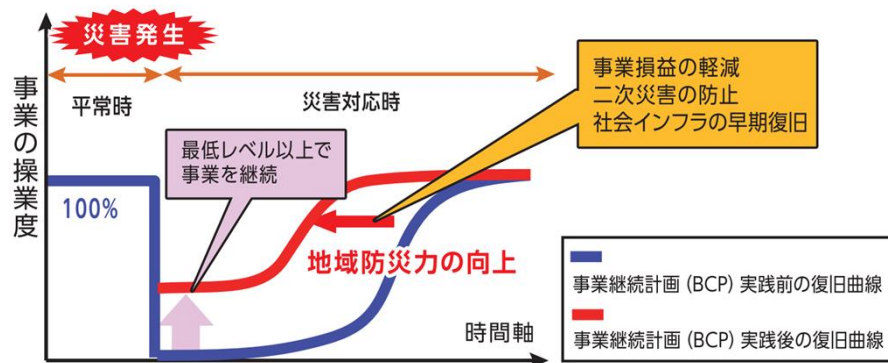 災害発生
平常時
災害対応時
事業の操業度
100%
最低レベル以上で
事業を継続
事業損益の軽減
二次災害の防止
社会インフラの早期復旧
地域防災力の向上
時間軸
事業継続計画 (BCP) 実践前の復旧曲線
事業継続計画 (BCP) 実践後の復旧曲線